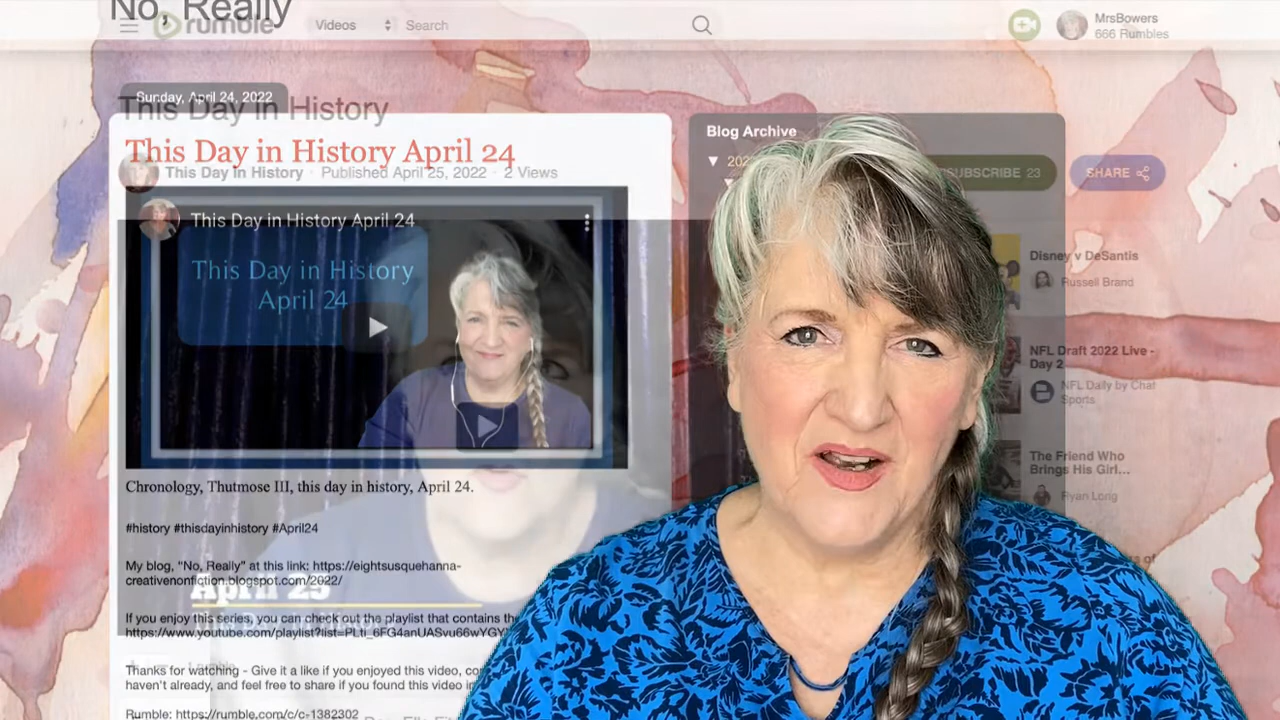 No, Really
rumble
Videos
Search
MrsBowers
666 Rumbles
Sunday, April 24, 2022
This Day in History
Blog Archive
This Day in History April 24
This Day in History · Published April 25, 2022 · 2 Views
SUBSCRIBE 23
SHARE
This Day in History April 24
This Day in History
April 24
Disney v DeSantis
Russell Brand
NFL Draft 2022 Live -
Day 2
NFL Daily by Chat
Sports
The Friend Who
Brings His Girl...
Ryan Long
Chronology, Thutmose III, this day in history, April 24.
#history #thisdayinhistory #April24
My blog, “No, Really” at this link: https://eightsusquehanna-
creativenonfiction.blogspot.com/2022/
April 25
If you enjoy this series, you can check out the playlist that contains the
https://www.youtube.com/playlist?list=PLti_6FG4anUASvu66wYGY
Thanks for watching - Give it a like if you enjoyed this video,
haven't already, and feel free to share if you found this video
Rumble: https://rumble.com/c/c-1382302